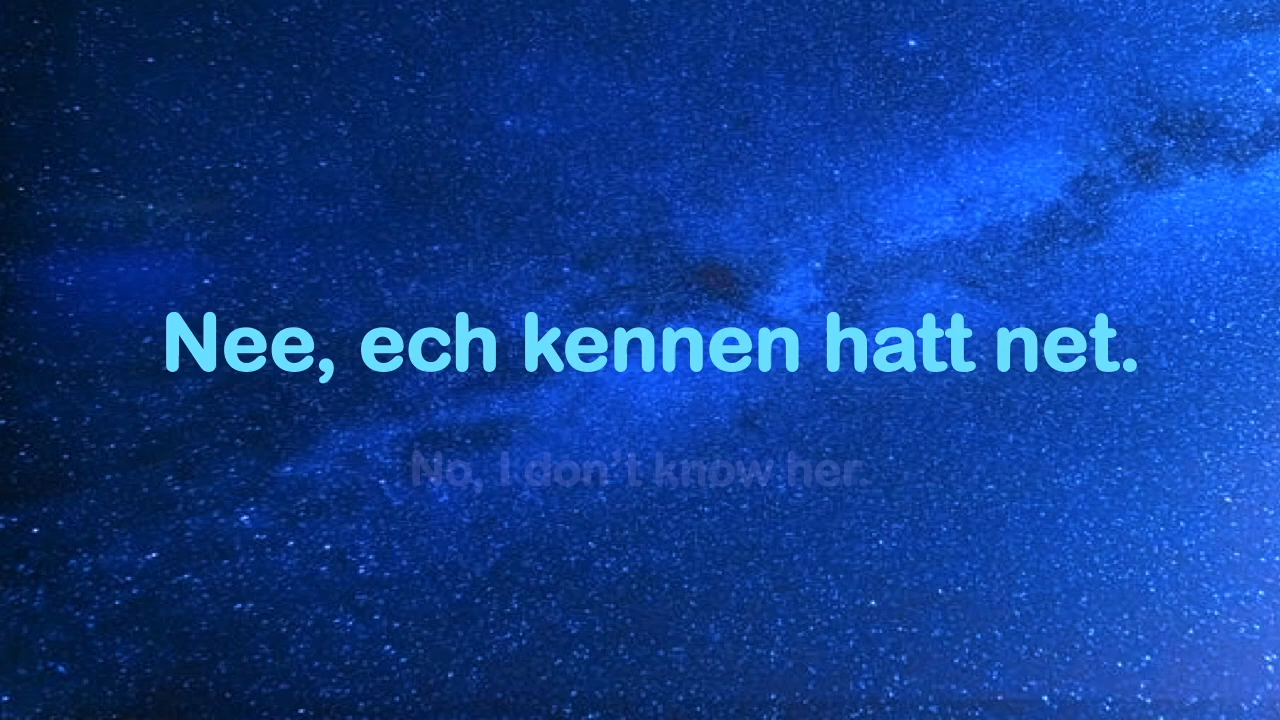 Nee, ech kennen hatt net.
No, I don't know her.